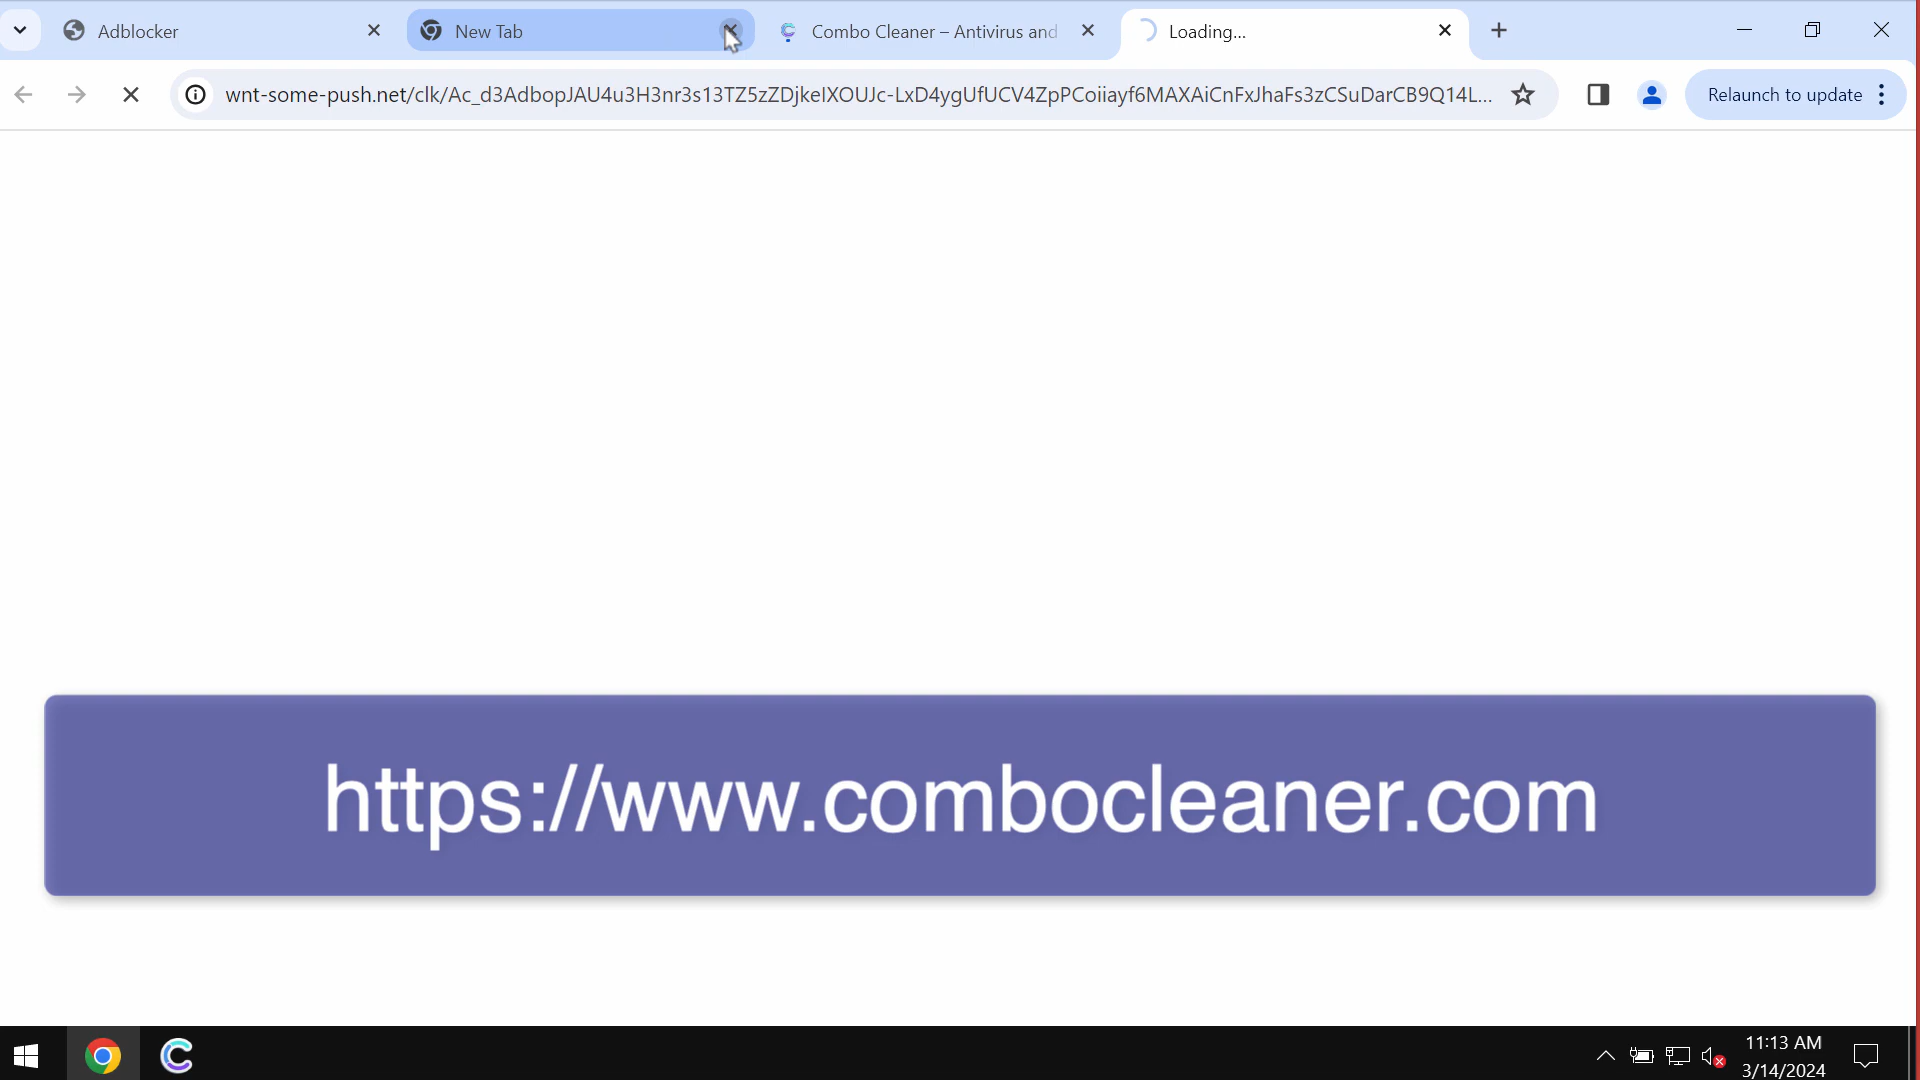 Adblocker
New Tab
Combo Cleaner – Antivirus and
Loading...
wnt-some-push.net/clk/Ac_d3AdbopJAU4u3H3nr3s13TZ5zZDjkeIXOUJc-LxD4ygUfUCV4ZpPCoiiayf6MAXAiCnFxJhaFs3zCSuDarCB9Q14L...
Relaunch to update
https://www.combocleaner.com
11:13 AM
3/14/2024